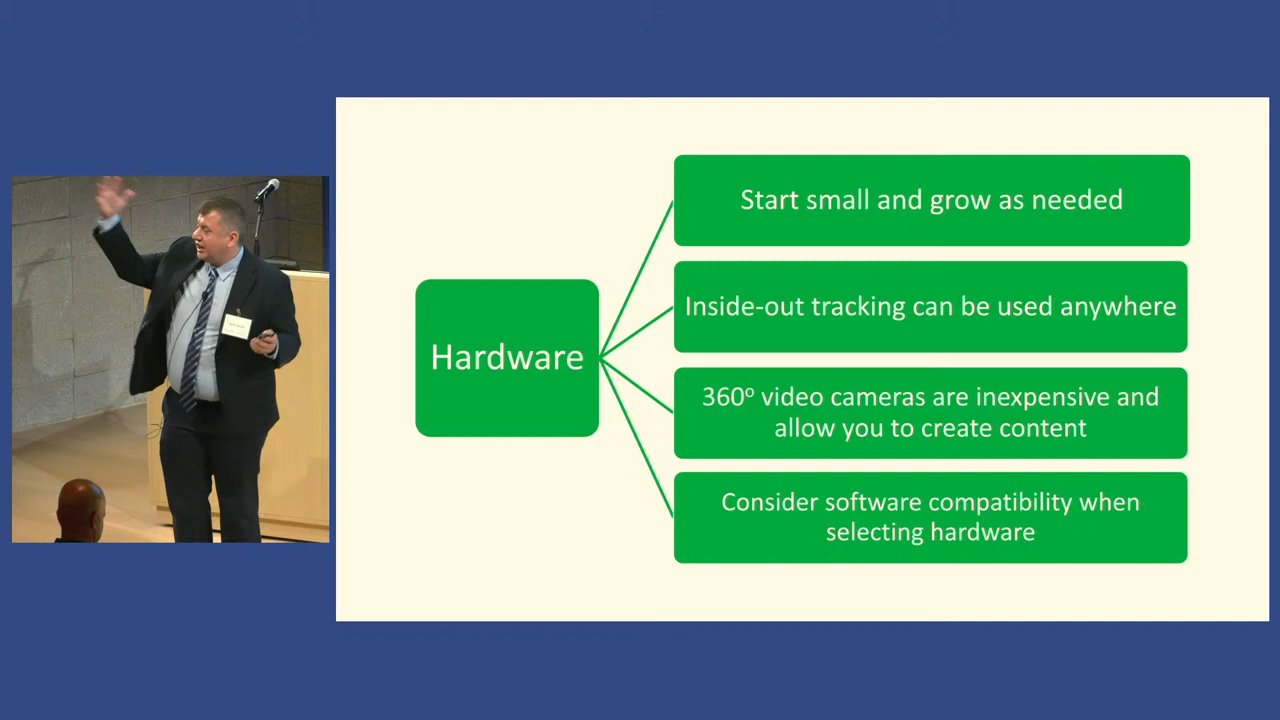 Hardware
Start small and grow as needed
Inside-out tracking can be used anywhere
360º video cameras are inexpensive and
allow you to create content
Consider software compatibility when
selecting hardware